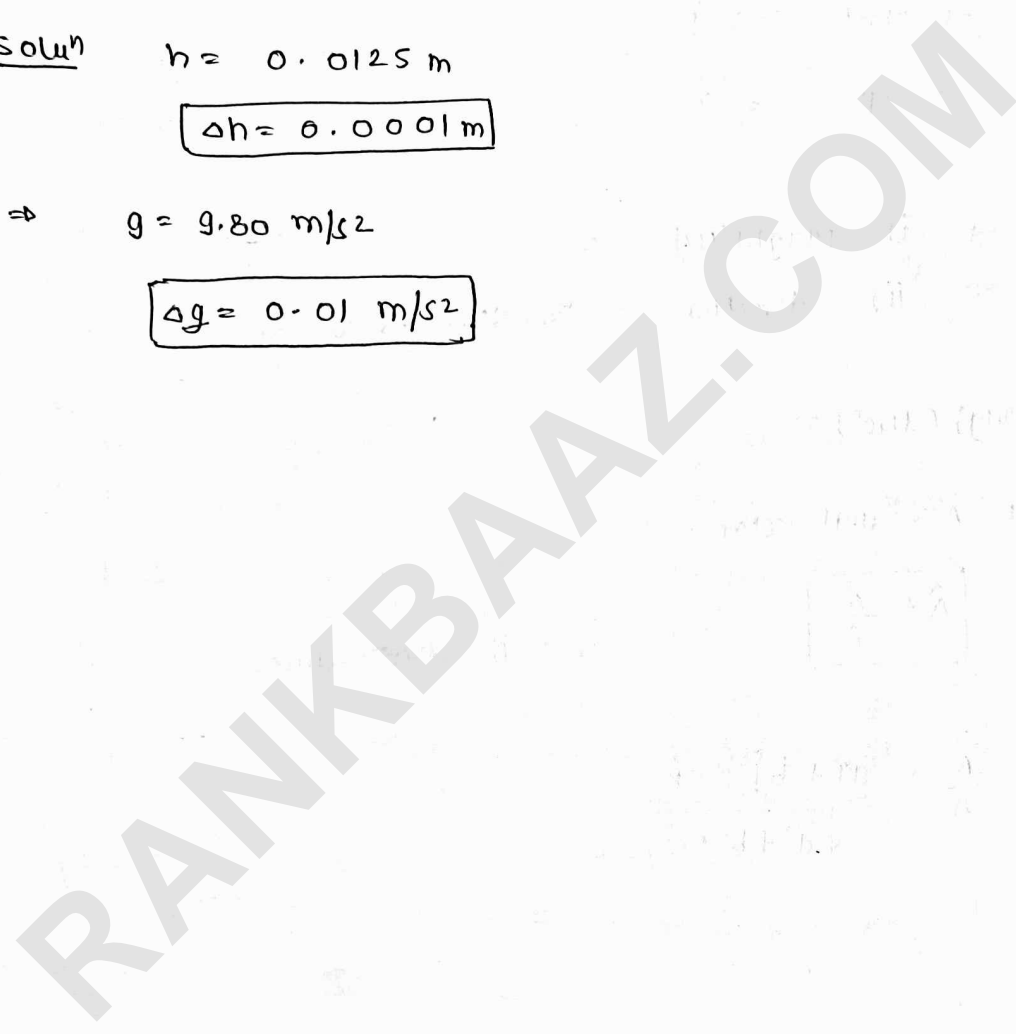 Soluⁿ h = 0.0125 m
Δh = 0.0001 m
⇒ g = 9.80 m/s2
Δg = 0.01 m/s2
RANKBAAZ.COM